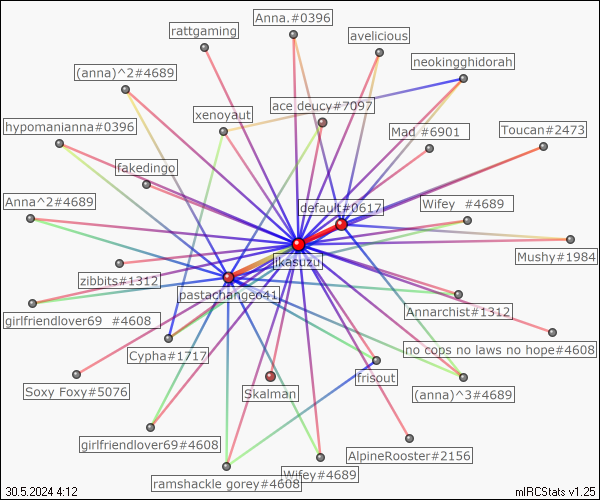 Anna.#0396
rattgaming
avelicious
neokingghidorah
(anna)^2#4689
xenoyaut
ace deucy#7097
hypomanianna#0396
Mad #6901
Toucan#2473
fakedingo
Anna^2#4689
default#0617
Wifey #4689
jkasuzu
Mushy#1984
zibbits#1312
pastachangeo41
Annarchist#1312
girlfriendlover69 #4608
Cypha#1717
no cops no laws no hope#4608
frisout
Soxy Foxy#5076
Skalman
(anna)^3#4689
girlfriendlover69#4608
AlpineRooster#2156
Wifey#4689
ramshackle gorey#4608
30.5.2024 4:12
mIRCStats v1.25